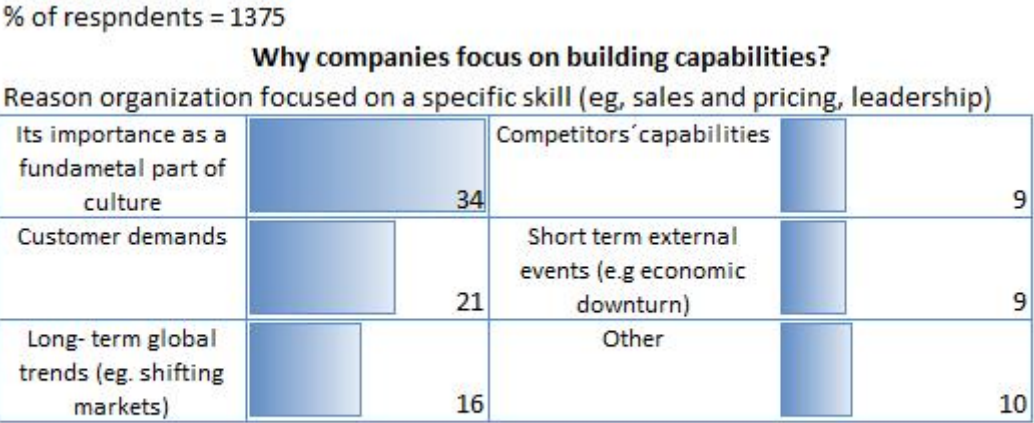 % of respndents = 1375
Why companies focus on building capabilities?
Reason organization focused on a specific skill (eg, sales and pricing, leadership)
Its importance as a
fundametal part of
culture
34
Competitors´capabilities
9
Customer demands
21
Short term external
events (e.g economic
downturn)
9
Long- term global
trends (eg. shifting
markets)
16
Other
10